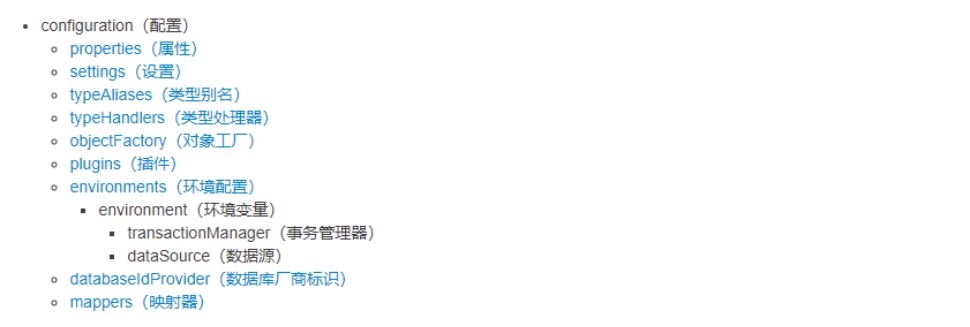 configuration（配置）
properties（属性）
settings（设置）
typeAliases（类型别名）
typeHandlers（类型处理器）
objectFactory（对象工厂）
plugins（插件）
environments（环境配置）
environment（环境变量）
transactionManager（事务管理器）
dataSource（数据源）
databaseIdProvider（数据库厂商标识）
mappers（映射器）